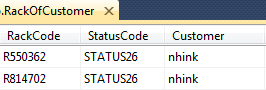 .RackOfCustomer
RackCode StatusCode Customer
R550362 STATUS26 nhink
R814702 STATUS26 nhink